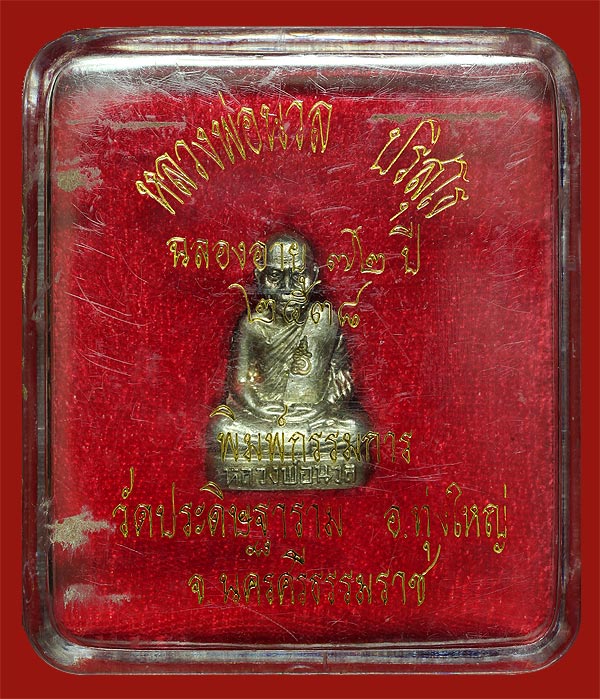 หลวงพ่อนวล ปริสุทฺโธ
ฉลองอายุ ๗๒ ปี
๒๕๓๘
พิมพ์กรรมการ
หลวงพ่อนวล
วัดประดิษฐาราม อ.ทุ่งใหญ่
จ.นครศรีธรรมราช